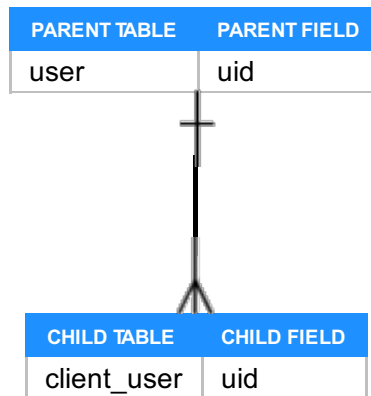 PARENT TABLE PARENT FIELD
user uid
CHILD TABLE CHILD FIELD
client_user uid